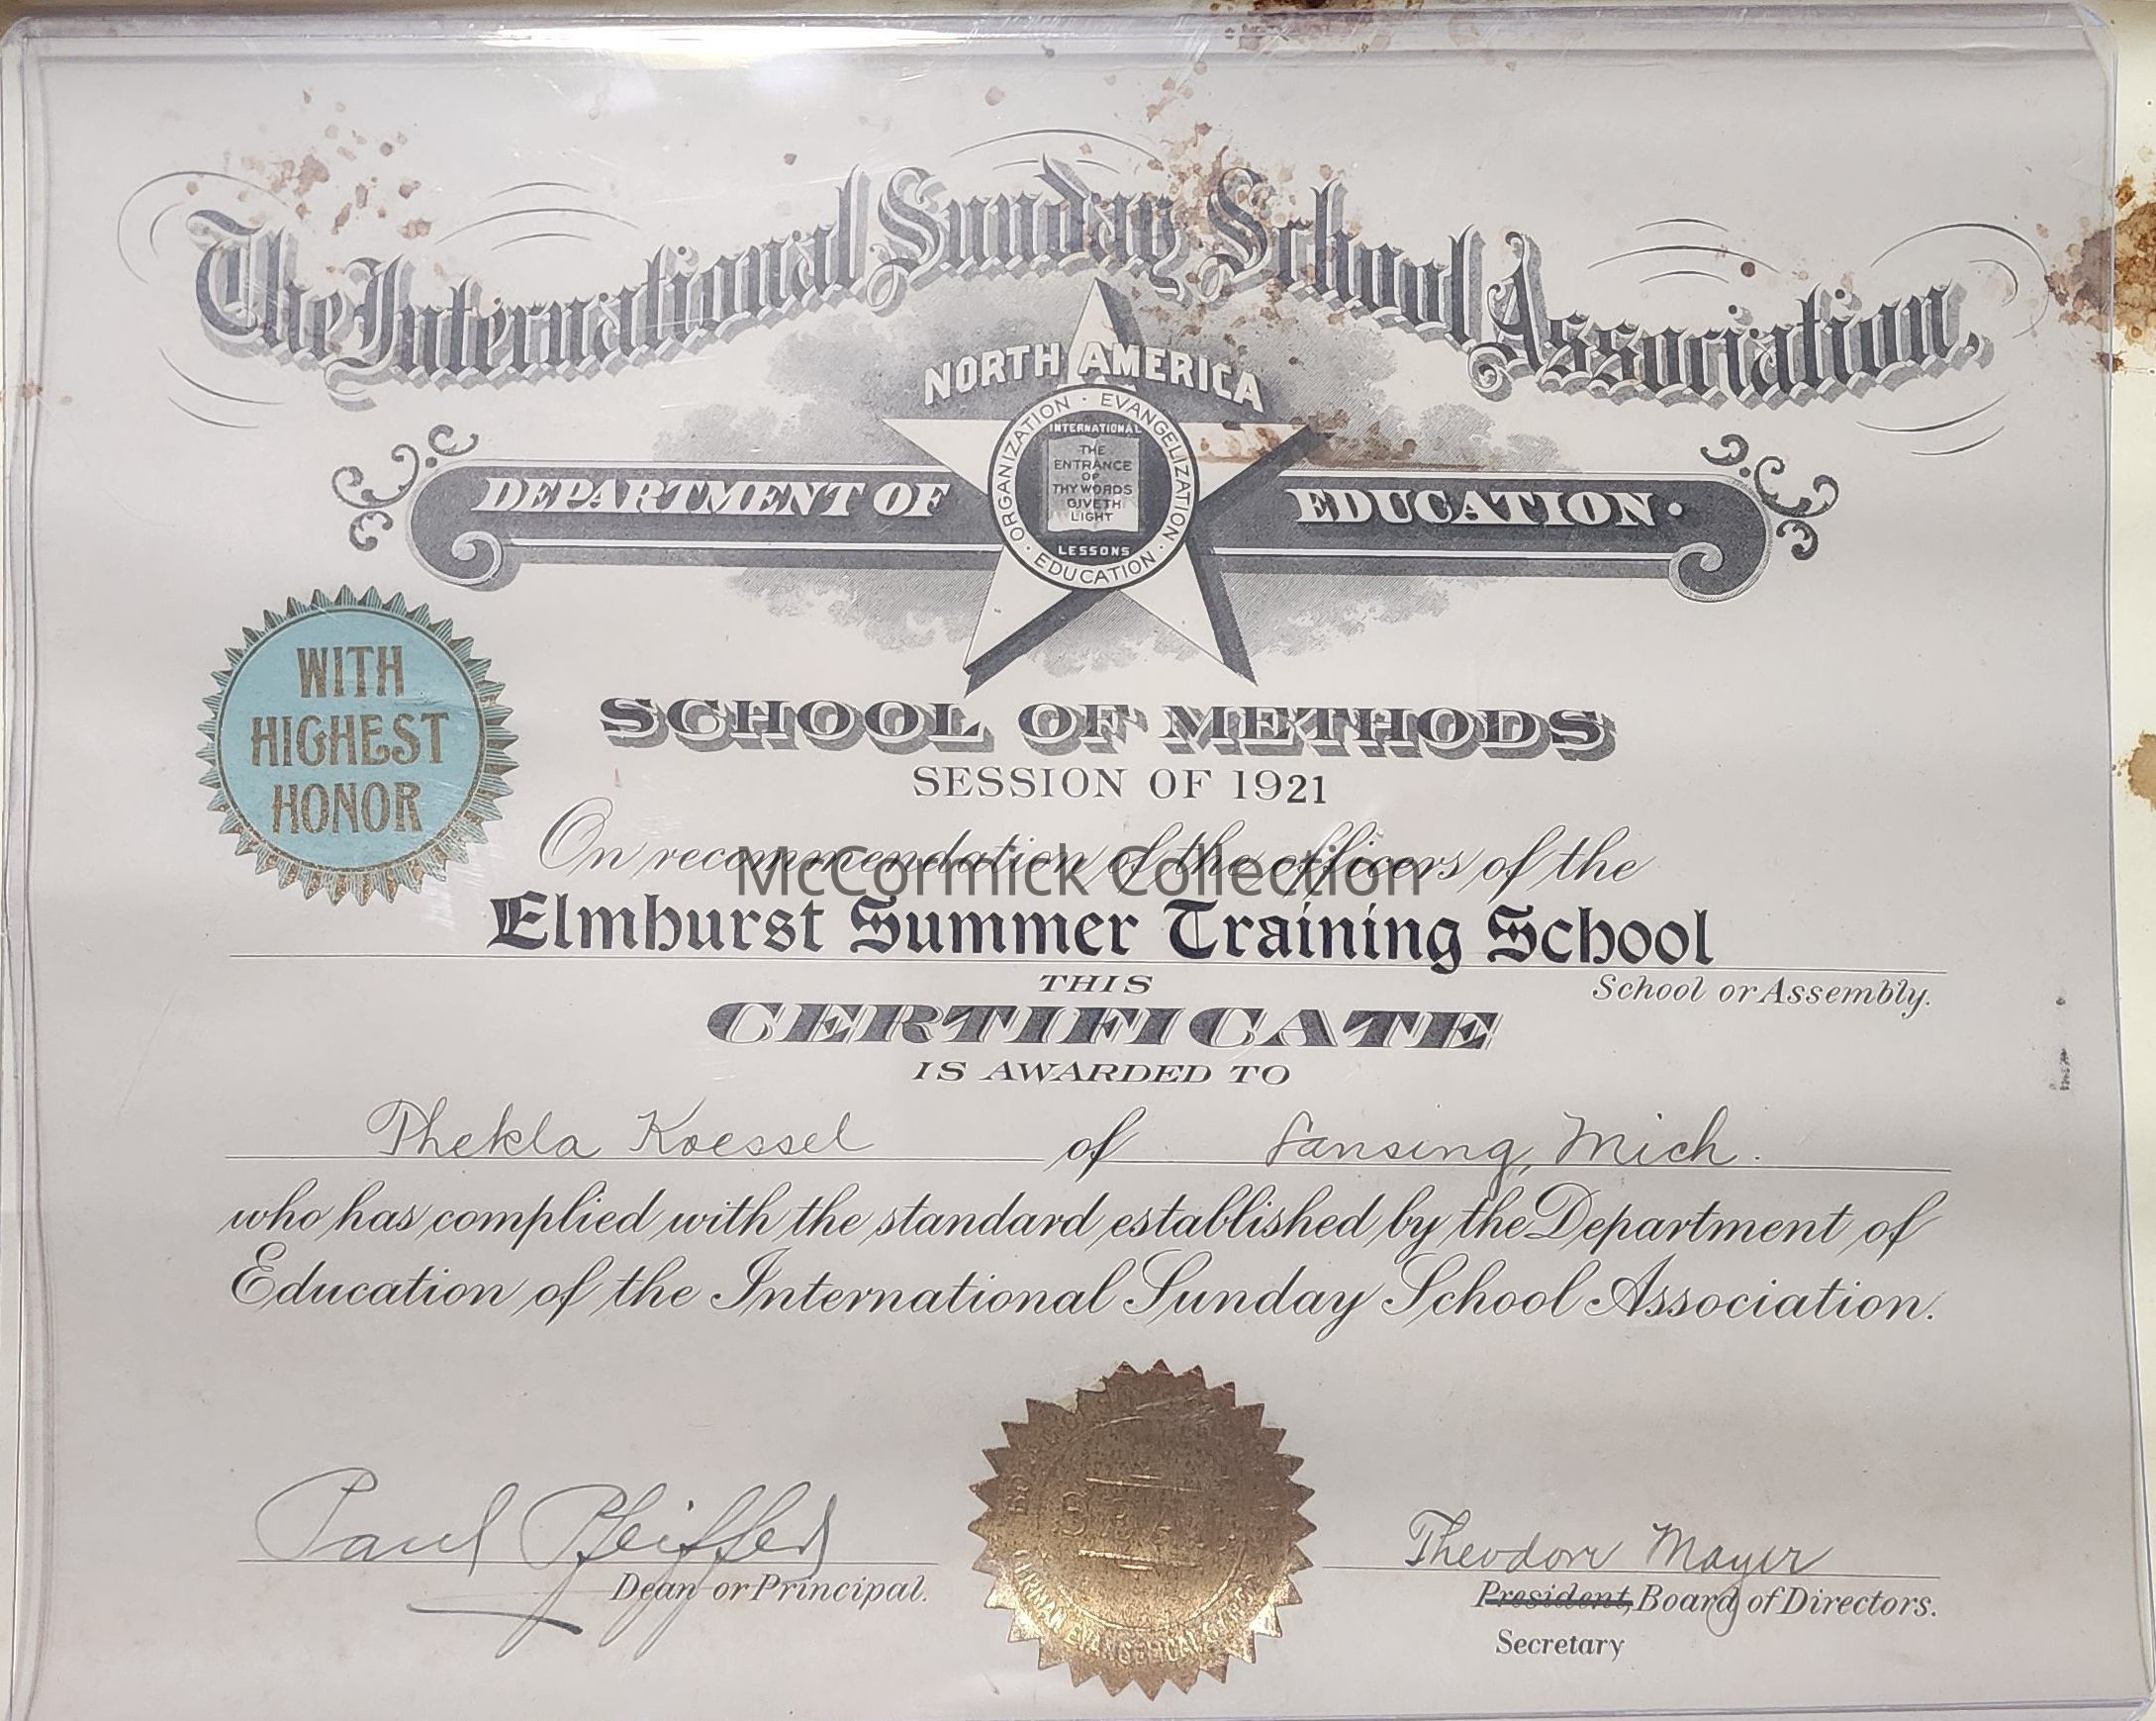 The International Sunday School Association,
NORTH AMERICA
ORGANIZATION · EVANGELIZATION · EDUCATION ·
INTERNATIONAL
THE
ENTRANCE
OF
THY WORDS
GIVETH
LIGHT
LESSONS
DEPARTMENT OF EDUCATION ·
WITH
HIGHEST
HONOR
SCHOOL OF METHODS
SESSION OF 1921
On recommendation of the officers of the
McCormick Collection
Elmhurst Summer Training School
School or Assembly.
THIS
CERTIFICATE
IS AWARDED TO
Thekla Koessel of Lansing, Mich.
who has complied with the standard established by the Department of
Education of the International Sunday School Association.
Paul Pfeiffer
Dean or Principal.
Theodore Mayer
President, Board of Directors.
Secretary
SEAL
EVANGELICAL